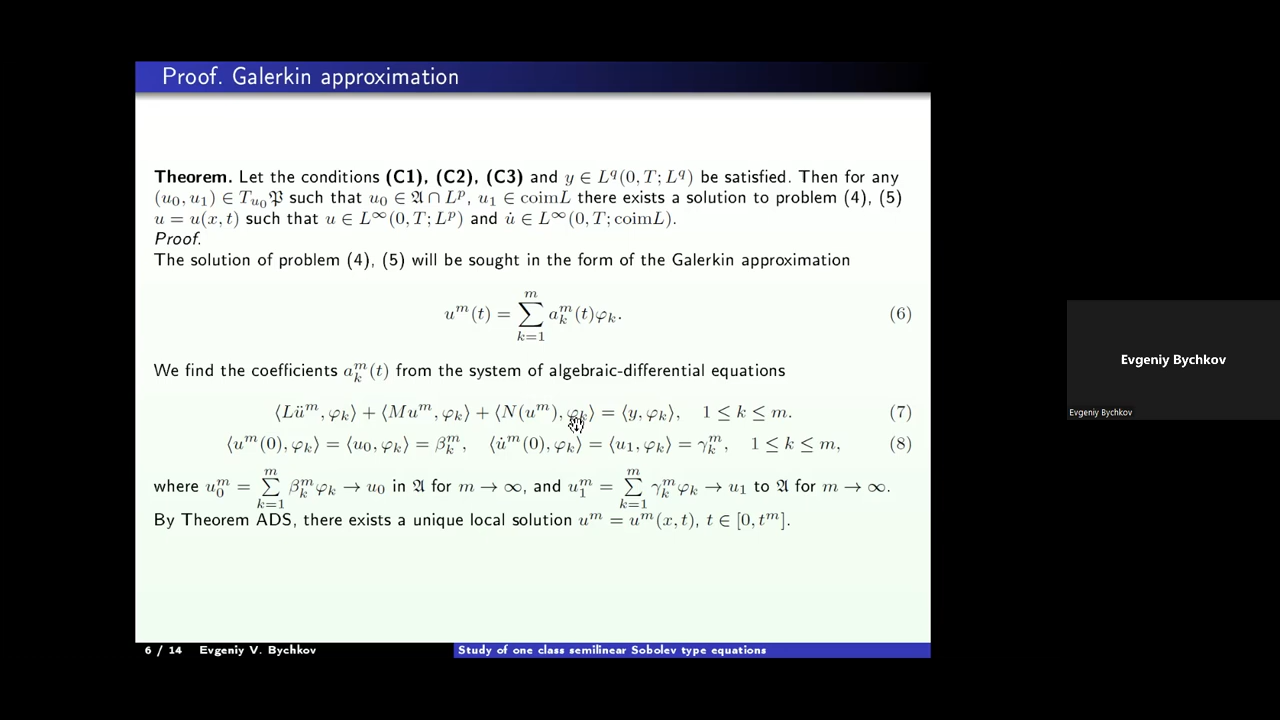 Proof. Galerkin approximation
Theorem. Let the conditions (C1), (C2), (C3) and y ∈ L^q(0, T; L^q) be satisfied. Then for any
(u_0, u_1) ∈ T_{u_0}𝔓 such that u_0 ∈ 𝔄 ∩ L^p, u_1 ∈ coimL there exists a solution to problem (4), (5)
u = u(x, t) such that u ∈ L^∞(0, T; L^p) and u̇ ∈ L^∞(0, T; coimL).
Proof.
The solution of problem (4), (5) will be sought in the form of the Galerkin approximation
u^m(t) = ∑_{k=1}^{m} a_k^m(t)φ_k. (6)
We find the coefficients a_k^m(t) from the system of algebraic-differential equations
⟨Lü^m, φ_k⟩ + ⟨Mu^m, φ_k⟩ + ⟨N(u^m), φ_k⟩ = ⟨y, φ_k⟩, 1 ≤ k ≤ m. (7)
⟨u^m(0), φ_k⟩ = ⟨u_0, φ_k⟩ = β_k^m, ⟨u̇^m(0), φ_k⟩ = ⟨u_1, φ_k⟩ = γ_k^m, 1 ≤ k ≤ m, (8)
where u_0^m = ∑_{k=1}^{m} β_k^m φ_k → u_0 in 𝔄 for m → ∞, and u_1^m = ∑_{k=1}^{m} γ_k^m φ_k → u_1 to 𝔄 for m → ∞.
By Theorem ADS, there exists a unique local solution u^m = u^m(x, t), t ∈ [0, t^m].
6 / 14 Evgeniy V. Bychkov Study of one class semilinear Sobolev type equations
Evgeniy Bychkov
Evgeniy Bychkov